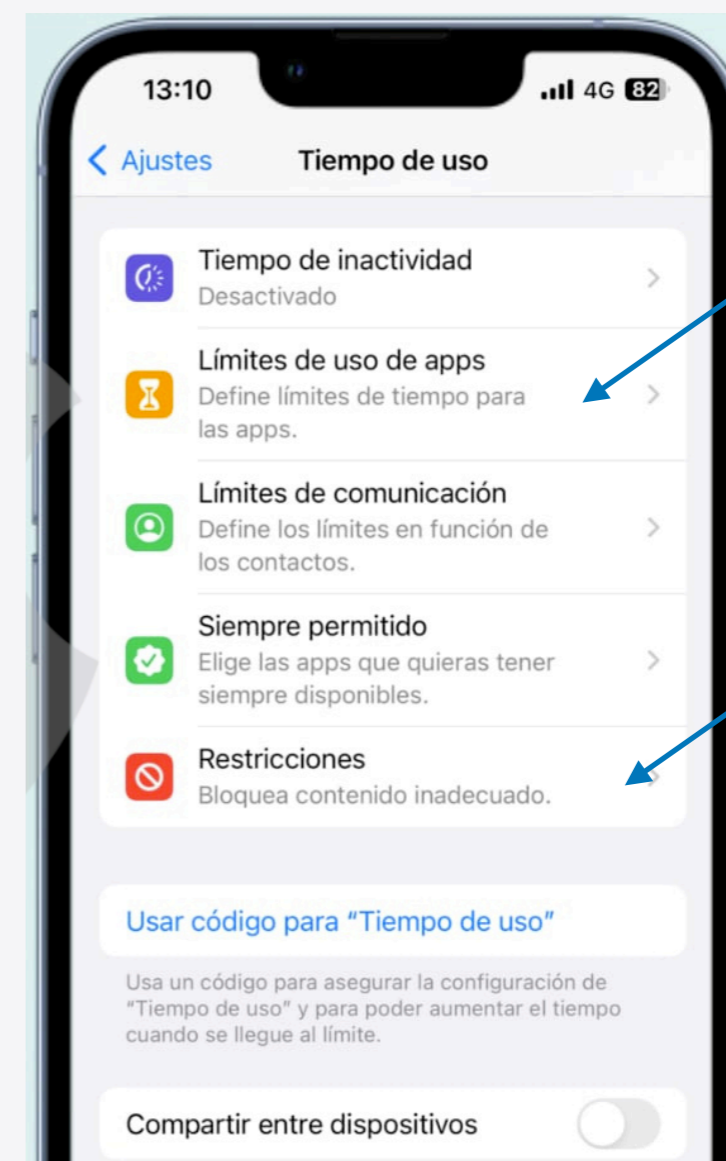 13:10 4G 82
Ajustes Tiempo de uso
Tiempo de inactividad
Desactivado
Límites de uso de apps
Define límites de tiempo para
las apps.
Límites de comunicación
Define los límites en función de
los contactos.
Siempre permitido
Elige las apps que quieras tener
siempre disponibles.
Restricciones
Bloquea contenido inadecuado.
Usar código para “Tiempo de uso”
Usa un código para asegurar la configuración de
“Tiempo de uso” y para poder aumentar el tiempo
cuando se llegue al límite.
Compartir entre dispositivos